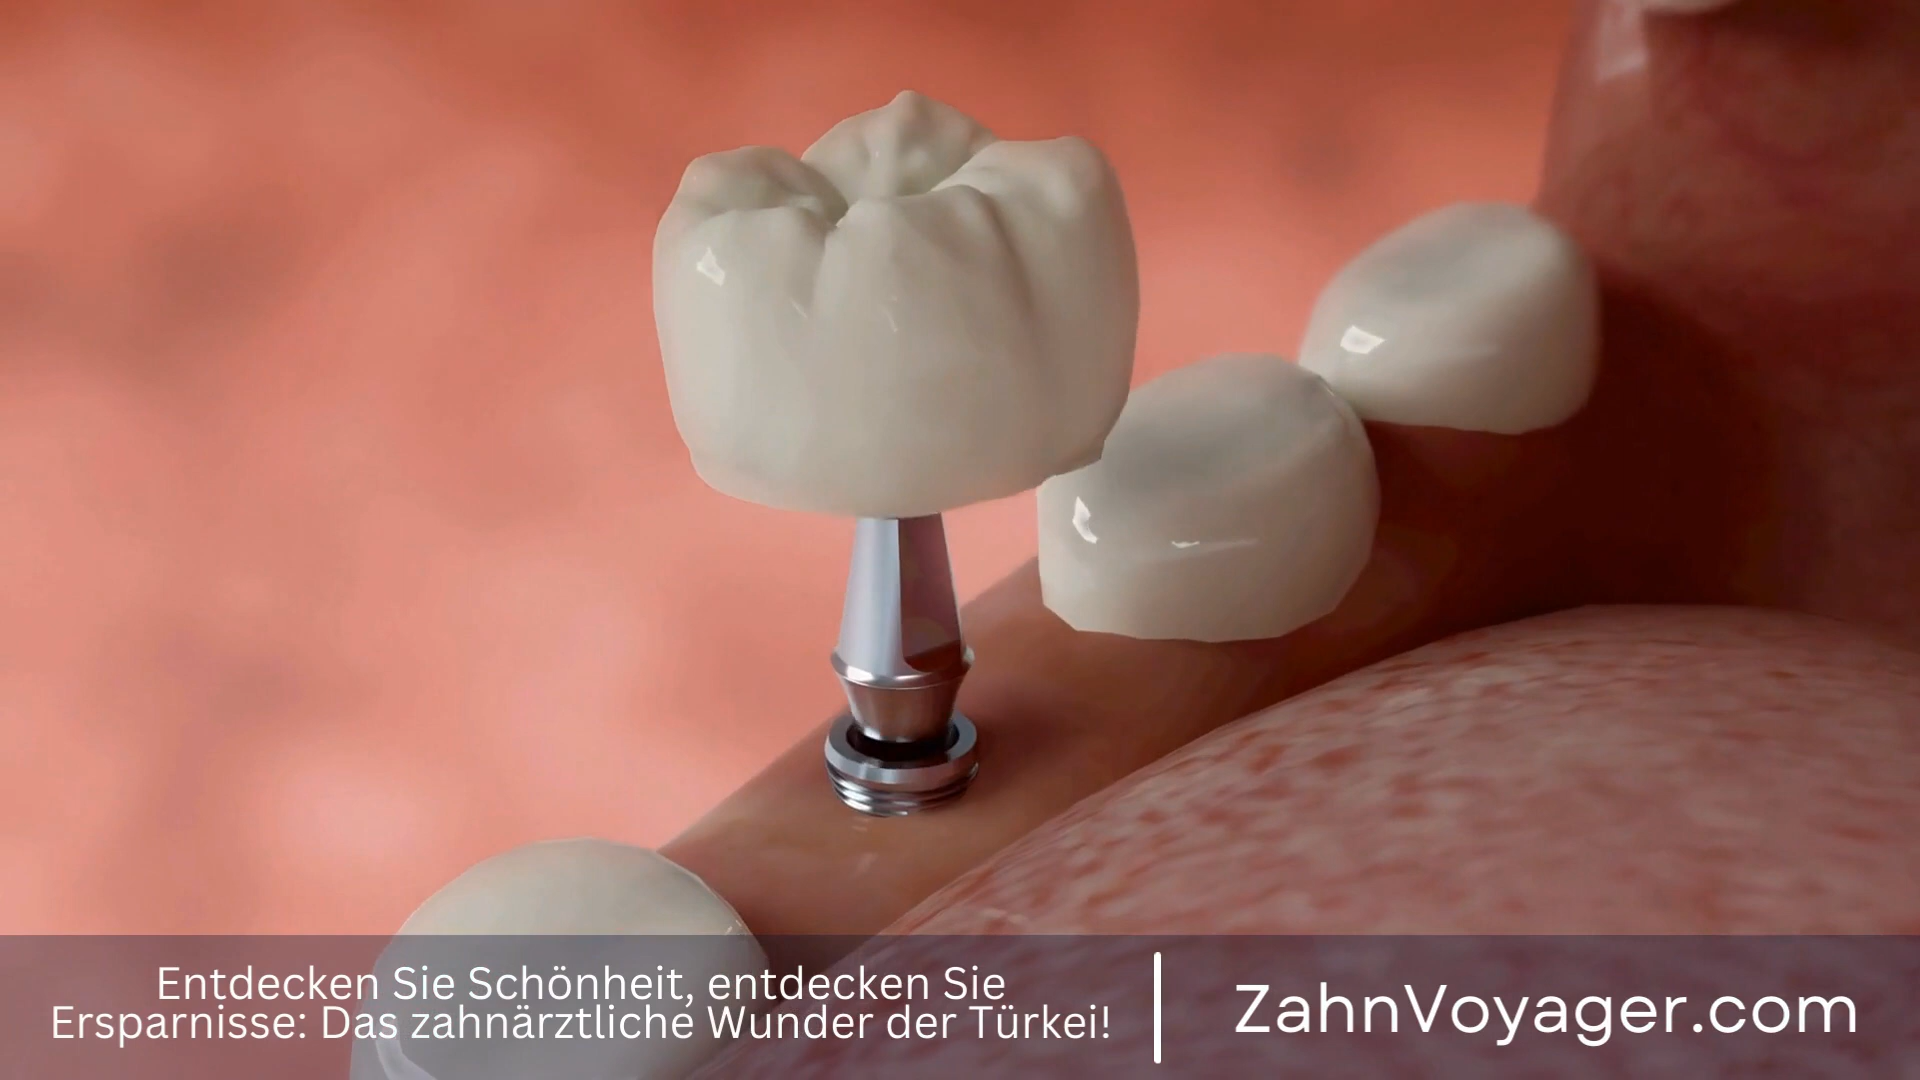 Entdecken Sie Schönheit, entdecken Sie
Ersparnisse: Das zahnärztliche Wunder der Türkei!
ZahnVoyager.com